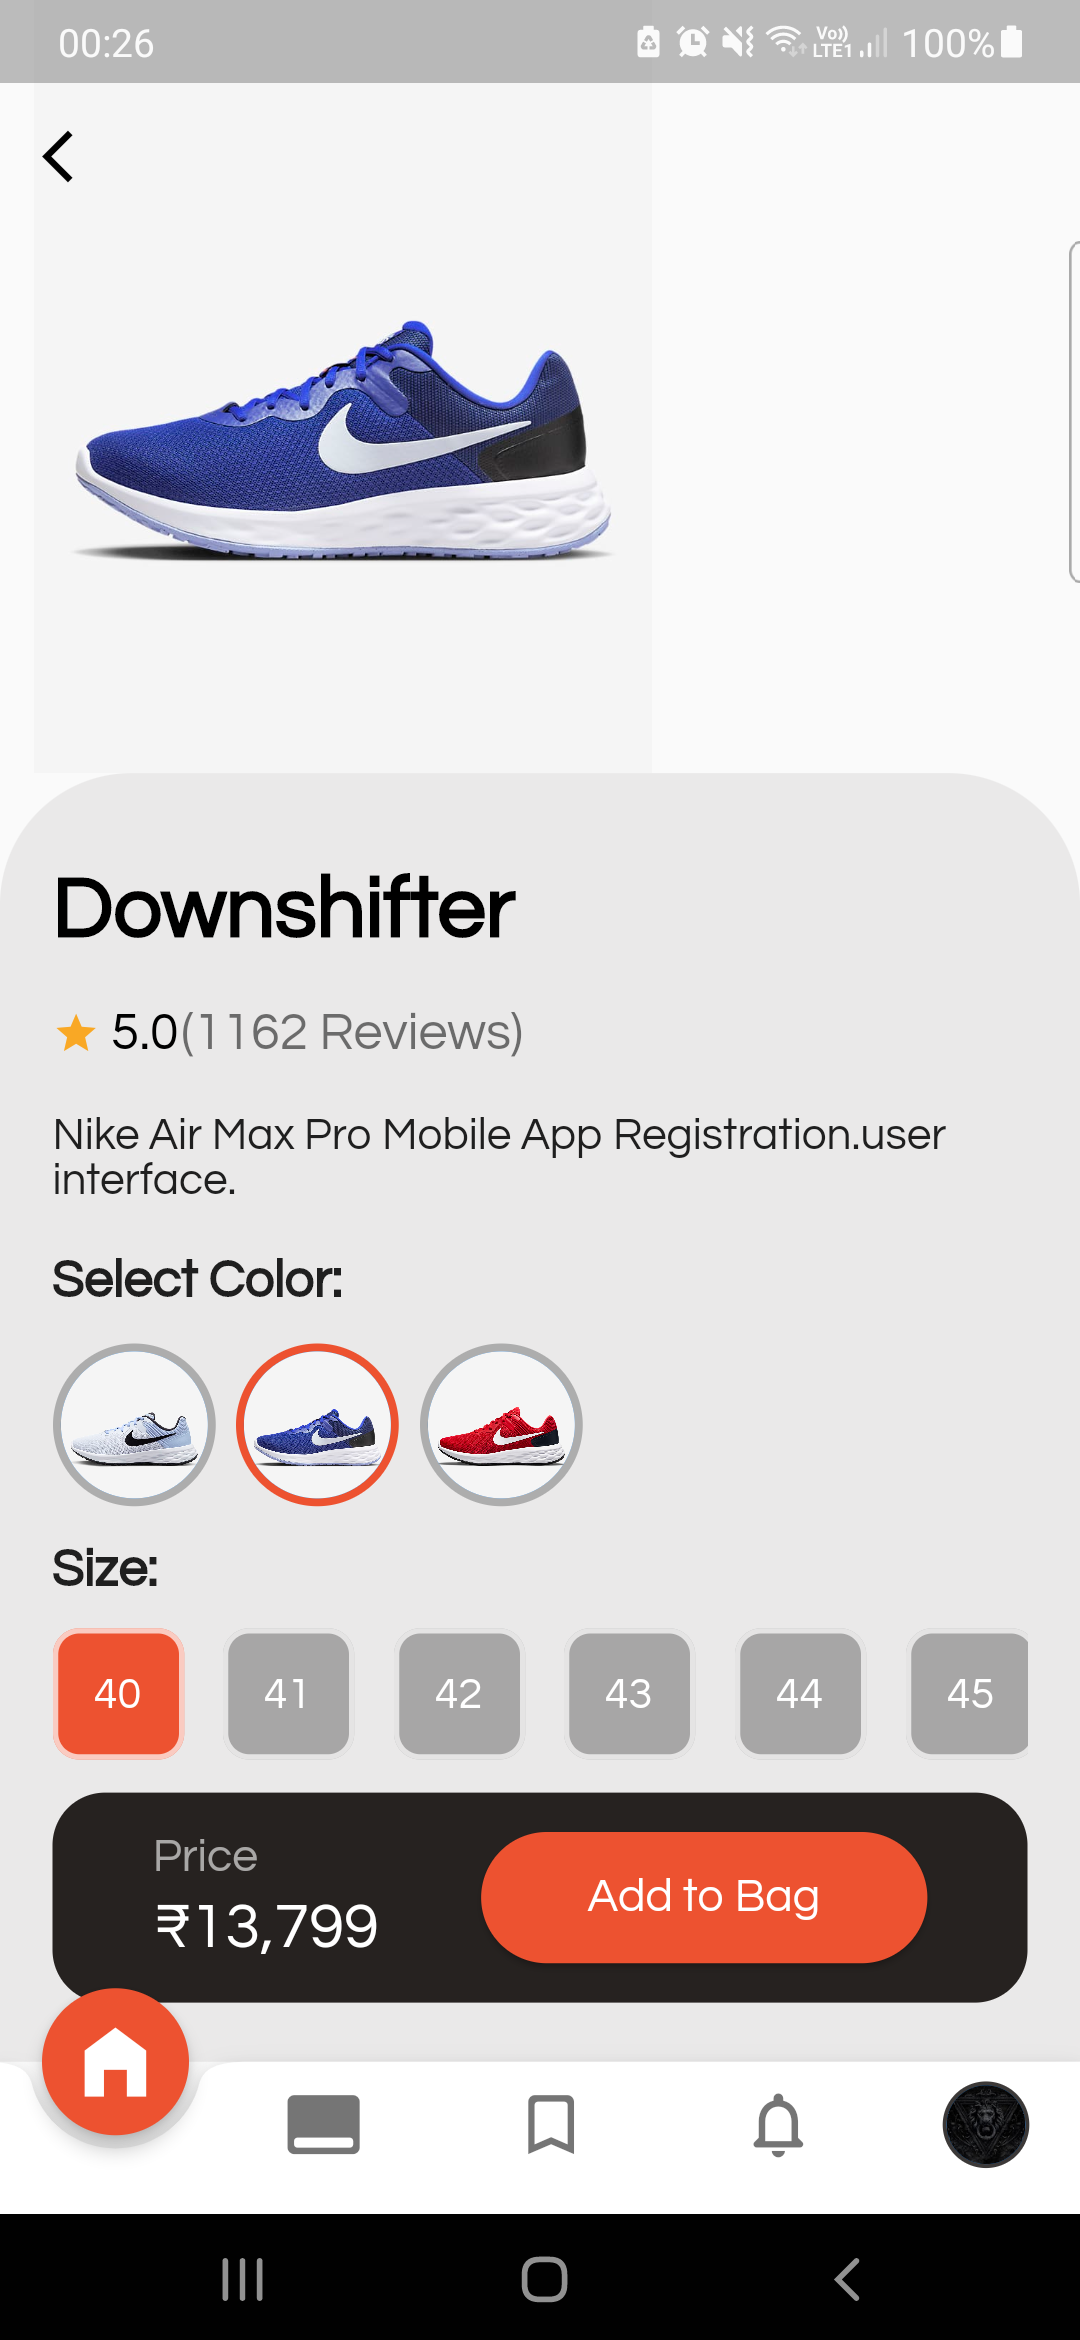 00:26
Vo))
LTE1
100%
Downshifter
5.0(1162 Reviews)
Nike Air Max Pro Mobile App Registration.user
interface.
Select Color:
Size:
40 41 42 43 44 45
Price
₹13,799
Add to Bag